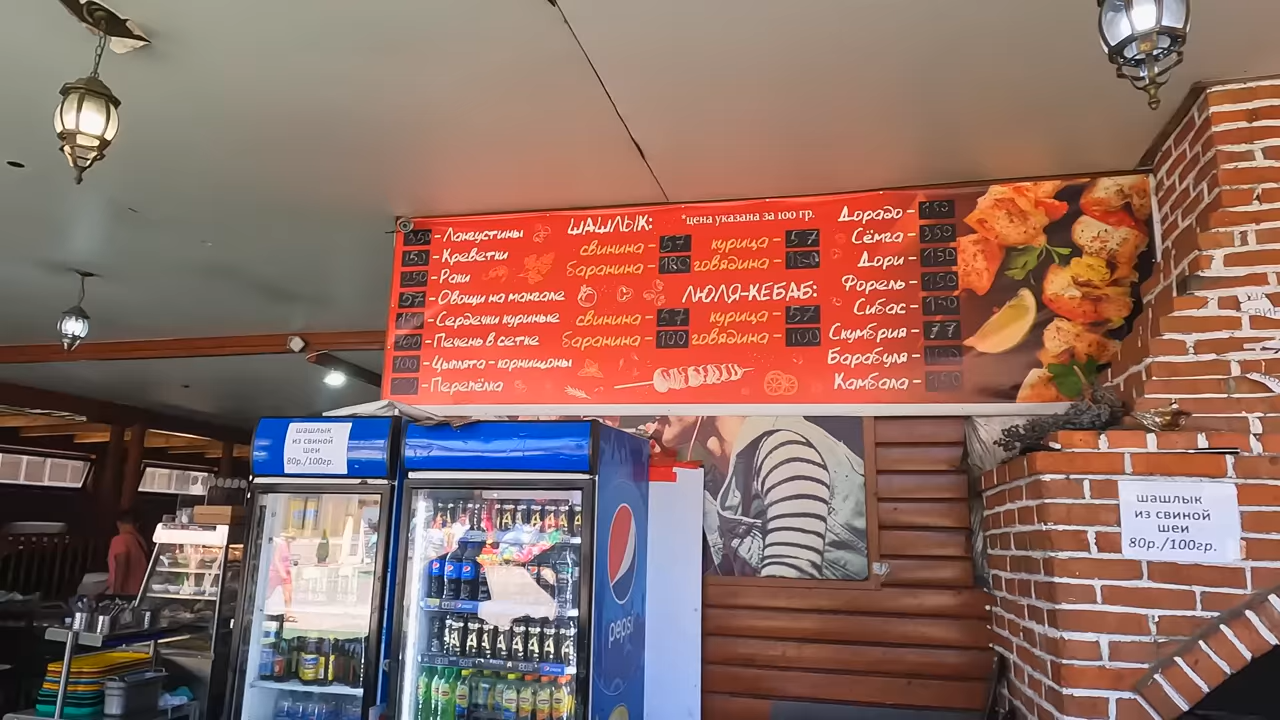 350 - Лангустины
150 - Креветки
250 - Раки
57 - Овощи на мангале
150 - Сердечки куриные
100 - Печень в сетке
100 - Цыплята - корнишоны
- Перепёлка
ШАШЛЫК: *цена указана за 100 гр.
свинина - 57 курица - 57
баранина - 180 говядина - 180
ЛЮЛЯ-КЕБАБ:
свинина - 57 курица - 57
баранина - 100 говядина - 100
Дорадо - 150
Сёмга - 350
Дори - 150
Форель - 150
Сибас - 150
Скумбрия - 77
Барабуля -
Камбала - 150
шашлык
из свиной
шеи
80р./100гр.
шашлык
из свиной
шеи
80р./100гр.
pepsi